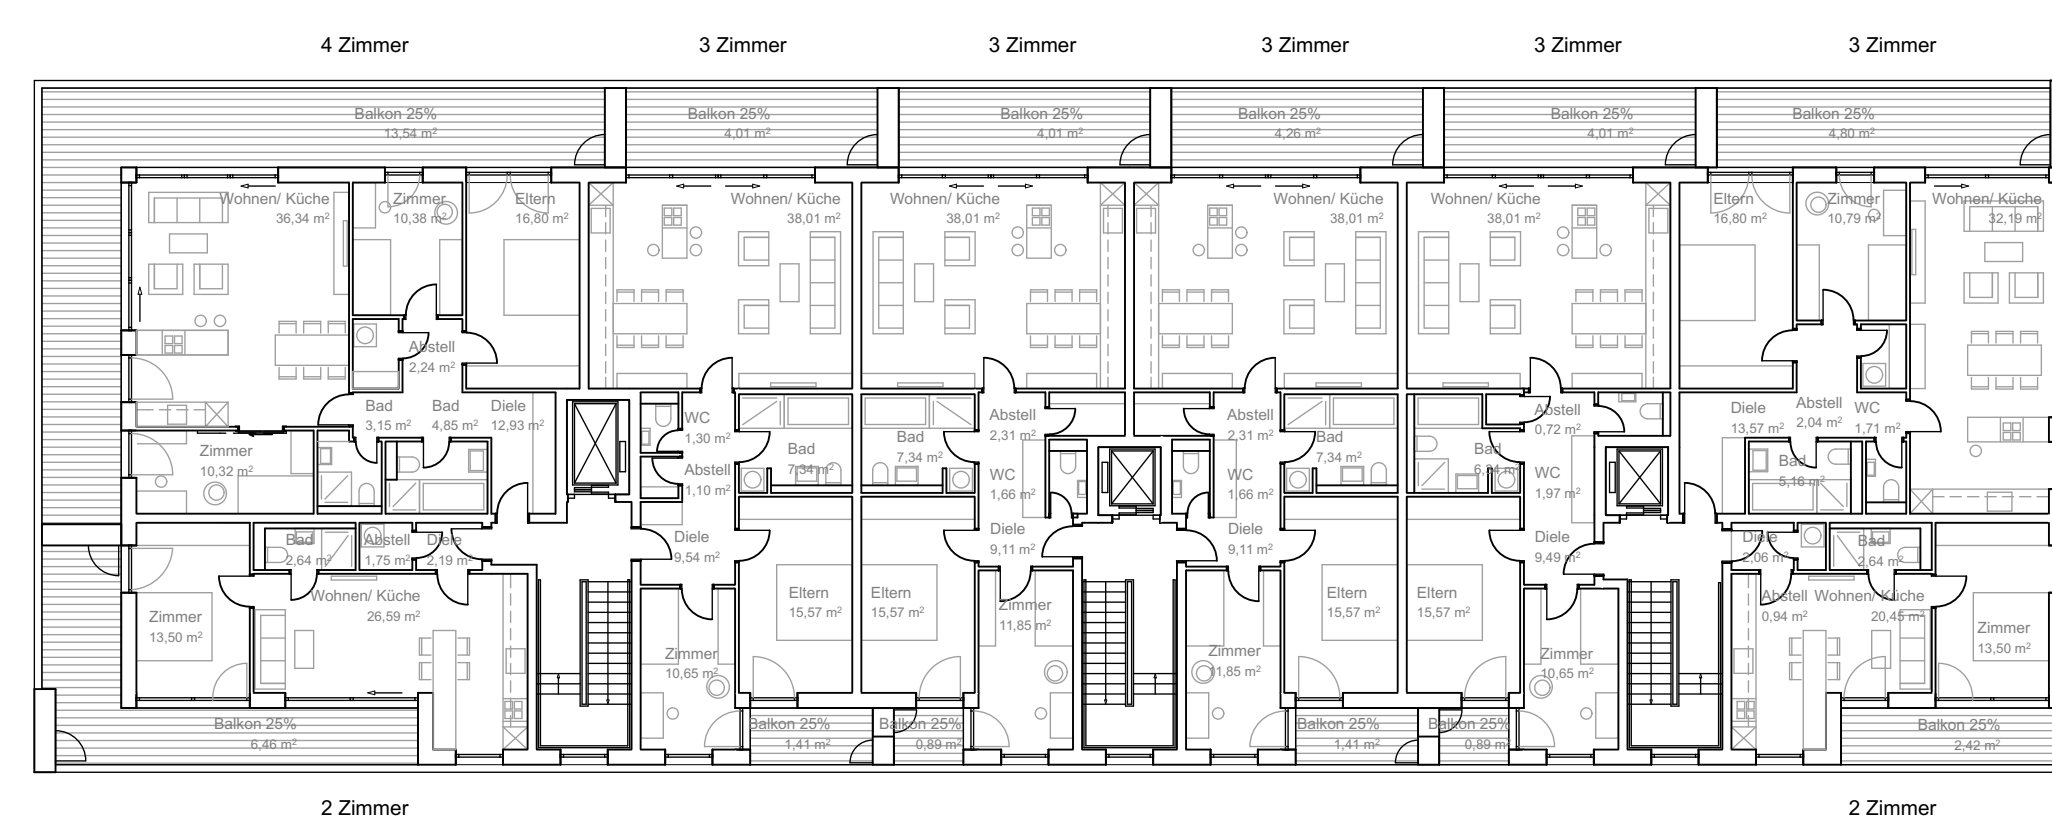 4 Zimmer
3 Zimmer
3 Zimmer
3 Zimmer
3 Zimmer
3 Zimmer
Balkon 25%
13,54 m²
Balkon 25%
4,01 m²
Balkon 25%
4,01 m²
Balkon 25%
4,26 m²
Balkon 25%
4,01 m²
Balkon 25%
4,80 m²
Wohnen/ Küche
36,34 m²
Zimmer
10,38 m²
Eltern
16,80 m²
Wohnen/ Küche
38,01 m²
Wohnen/ Küche
38,01 m²
Wohnen/ Küche
38,01 m²
Wohnen/ Küche
38,01 m²
Eltern
16,80 m²
Zimmer
10,79 m²
Wohnen/ Küche
32,19 m²
Abstell
2,24 m²
Bad
3,15 m²
Bad
4,85 m²
Diele
12,93 m²
WC
1,30 m²
Abstell
1,10 m²
Bad
7,34 m²
Bad
7,34 m²
Abstell
2,31 m²
WC
1,66 m²
Diele
9,11 m²
Abstell
2,31 m²
WC
1,66 m²
Diele
9,11 m²
Bad
7,34 m²
Bad
6,34 m²
Abstell
0,72 m²
WC
1,97 m²
Diele
9,49 m²
Diele
13,57 m²
Abstell
2,04 m²
WC
1,71 m²
Bad
5,16 m²
Zimmer
10,32 m²
Bad
2,64 m²
Abstell
1,75 m²
Diele
2,19 m²
Diele
9,54 m²
Diele
2,06 m²
Bad
2,64 m²
Zimmer
13,50 m²
Wohnen/ Küche
26,59 m²
Zimmer
10,65 m²
Eltern
15,57 m²
Eltern
15,57 m²
Zimmer
11,85 m²
Zimmer
11,85 m²
Eltern
15,57 m²
Eltern
15,57 m²
Zimmer
10,65 m²
Abstell
0,94 m²
Wohnen/ Küche
20,45 m²
Zimmer
13,50 m²
Balkon 25%
6,46 m²
Balkon 25%
1,41 m²
Balkon 25%
0,89 m²
Balkon 25%
1,41 m²
Balkon 25%
0,89 m²
Balkon 25%
2,42 m²
2 Zimmer
2 Zimmer